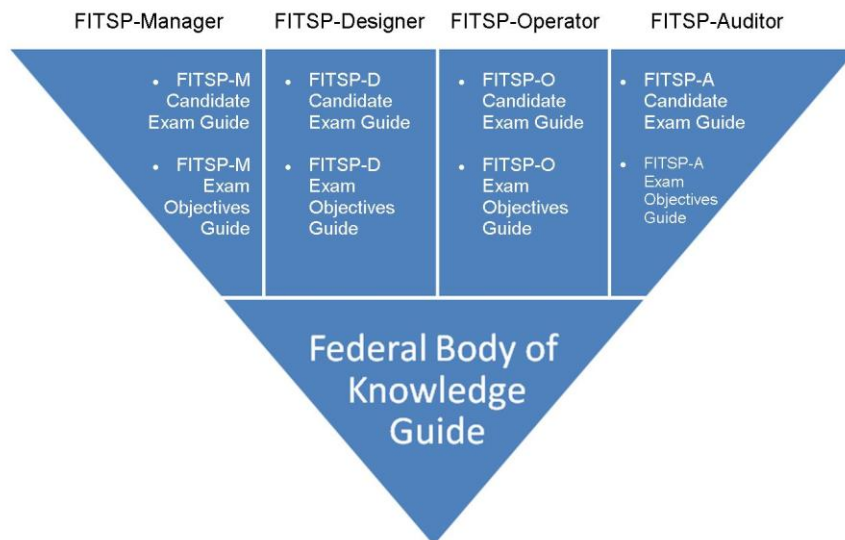 FITSP-Manager
FITSP-Designer
FITSP-Operator
FITSP-Auditor
• FITSP-M
Candidate
Exam Guide
• FITSP-M
Exam
Objectives
Guide
• FITSP-D
Candidate
Exam Guide
• FITSP-D
Exam
Objectives
Guide
• FITSP-O
Candidate
Exam Guide
• FITSP-O
Exam
Objectives
Guide
• FITSP-A
Candidate
Exam Guide
• FITSP-A
Exam
Objectives
Guide
Federal Body of
Knowledge
Guide